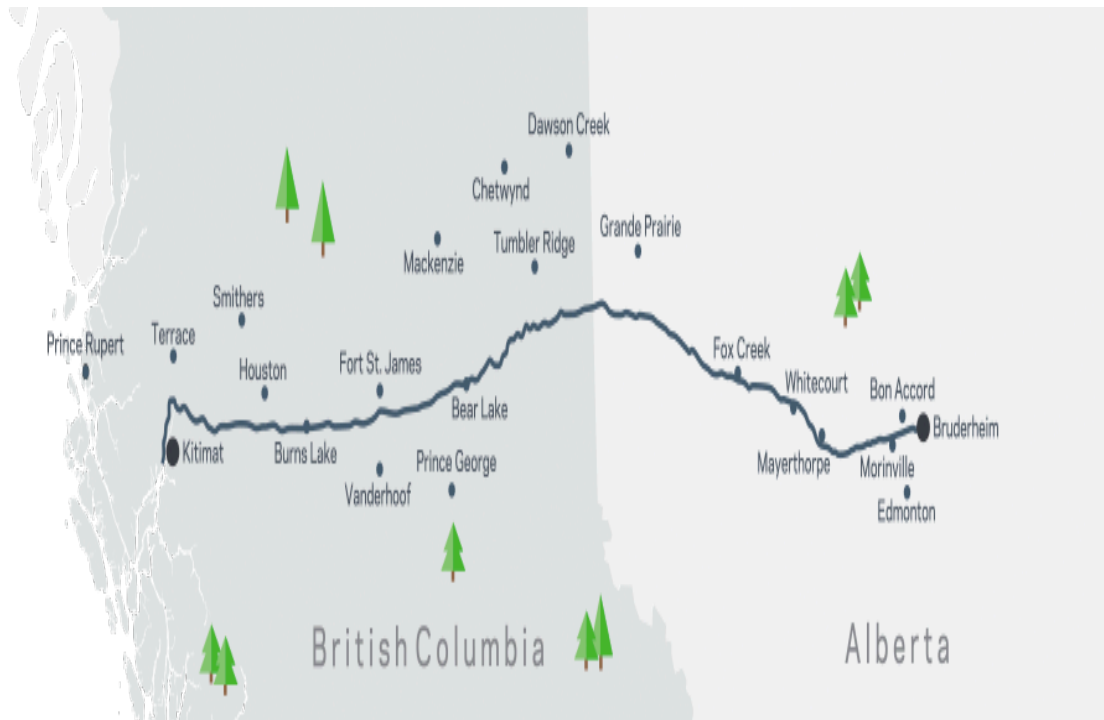 Dawson Creek
Chetwynd
Grande Prairie
Tumbler Ridge
Mackenzie
Smithers
Terrace
Prince Rupert
Houston
Fort St. James
Fox Creek
Whitecourt
Bon Accord
Bear Lake
Bruderheim
Kitimat
Burns Lake
Prince George
Mayerthorpe
Morinville
Vanderhoof
Edmonton
British Columbia
Alberta